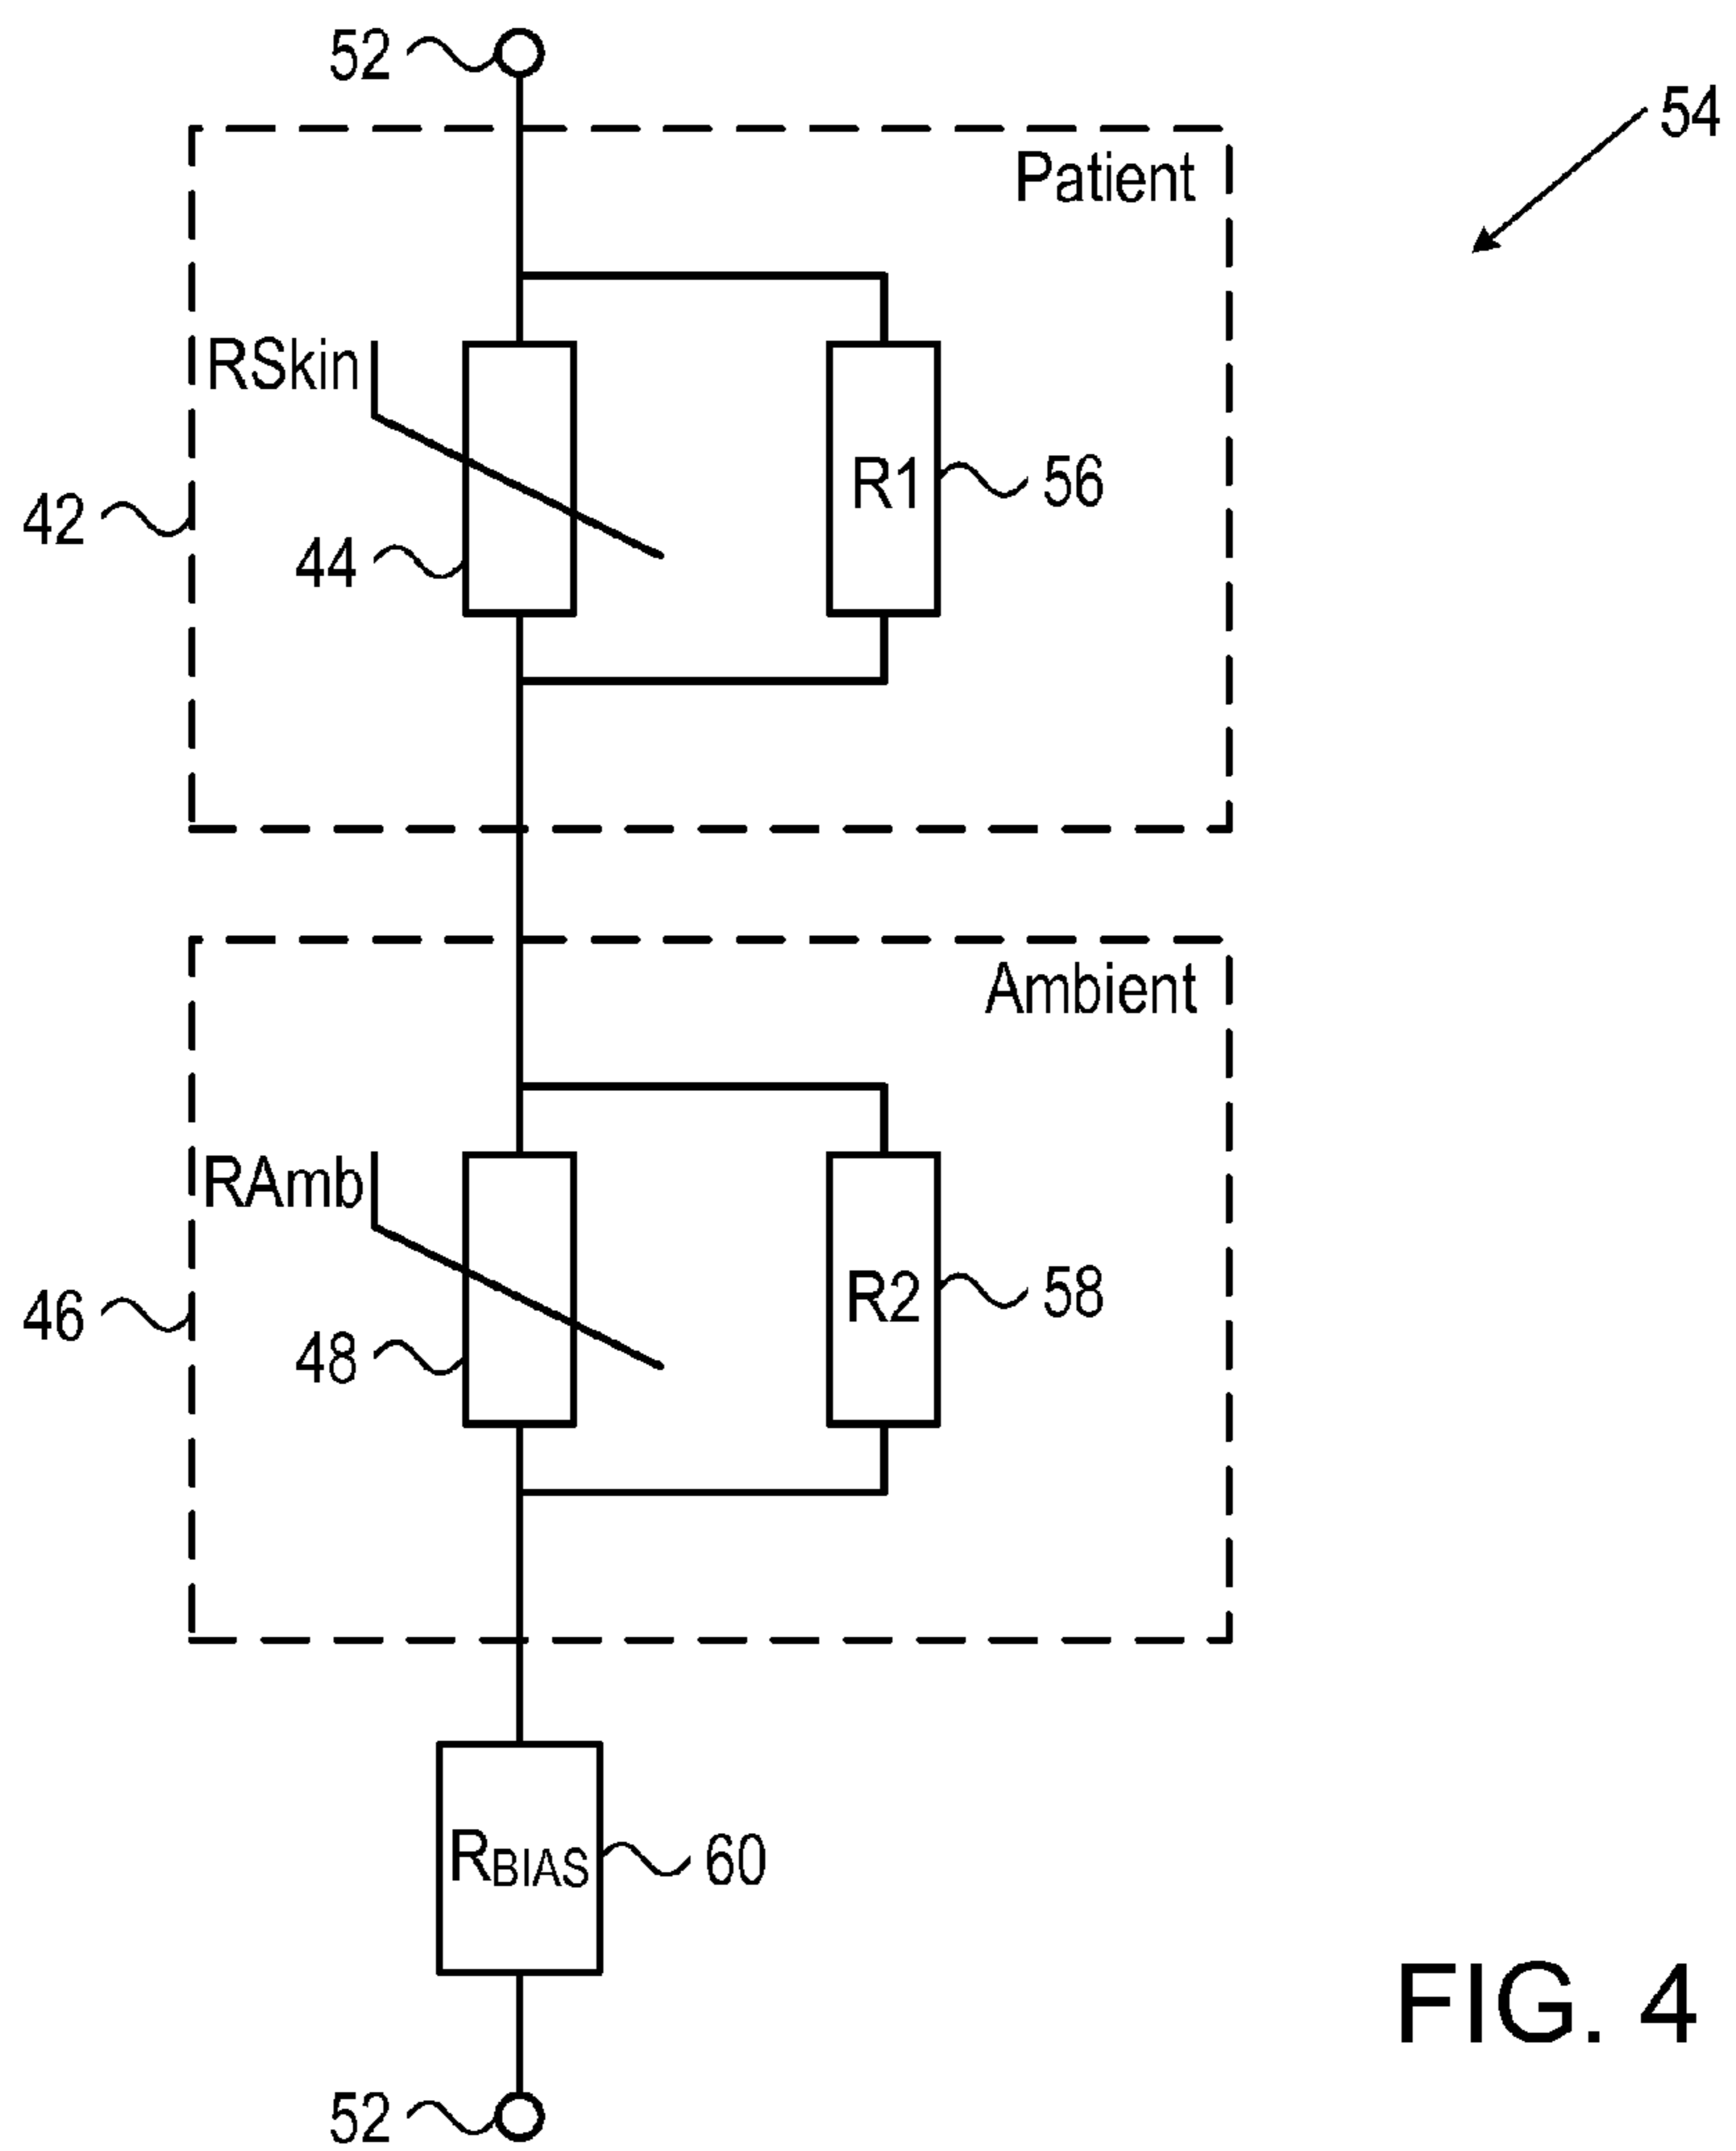 52
54
Patient
RSkin
R1
56
42
44
Ambient
RAmb
R2
58
46
48
RBIAS
60
FIG. 4
52